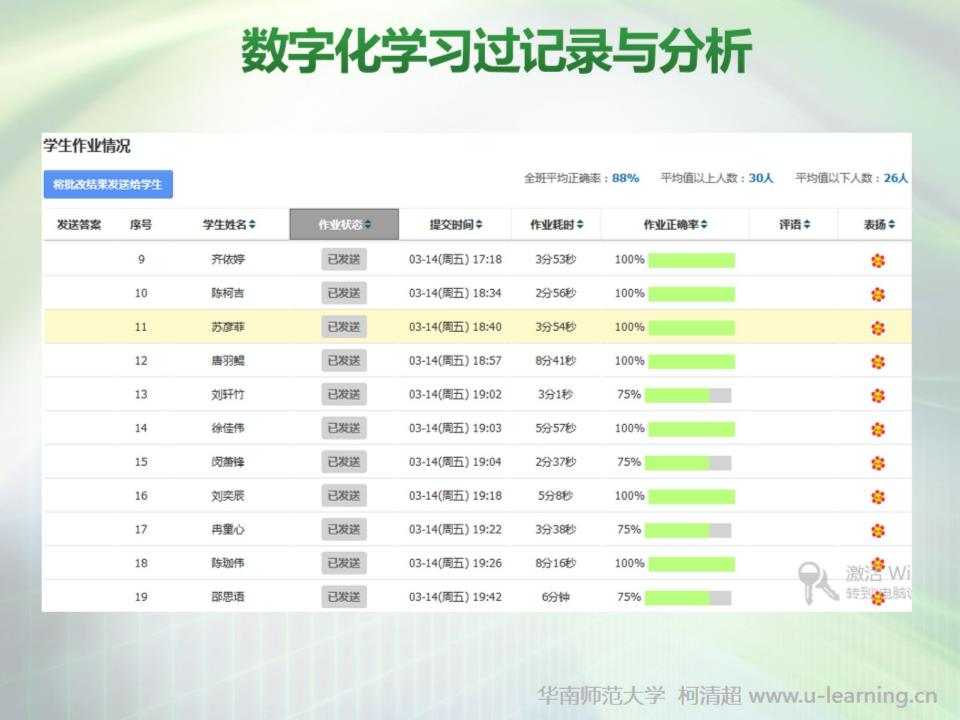 数字化学习过记录与分析
学生作业情况
将批改结果发送给学生 全班平均正确率：88% 平均值以上人数：30人 平均值以下人数：26人
发送答案 序号 学生姓名 作业状态 提交时间 作业耗时 作业正确率 评语 表扬
9 齐依婷 已发送 03-14(周五) 17:18 3分53秒 100%
10 陈柯吉 已发送 03-14(周五) 18:34 2分56秒 100%
11 苏彦菲 已发送 03-14(周五) 18:40 3分54秒 100%
12 唐羽鲲 已发送 03-14(周五) 18:57 8分41秒 100%
13 刘轩竹 已发送 03-14(周五) 19:02 3分1秒 75%
14 徐佳伟 已发送 03-14(周五) 19:03 5分57秒 100%
15 闵萧锋 已发送 03-14(周五) 19:04 2分37秒 75%
16 刘奕辰 已发送 03-14(周五) 19:18 5分8秒 100%
17 冉童心 已发送 03-14(周五) 19:22 3分38秒 75%
18 陈珈伟 已发送 03-14(周五) 19:26 8分16秒 100%
激活 Wi
19 邵思语 已发送 03-14(周五) 19:42 6分钟 75%
转到 电脑
华南师范大学 柯清超 www.u-learning.cn